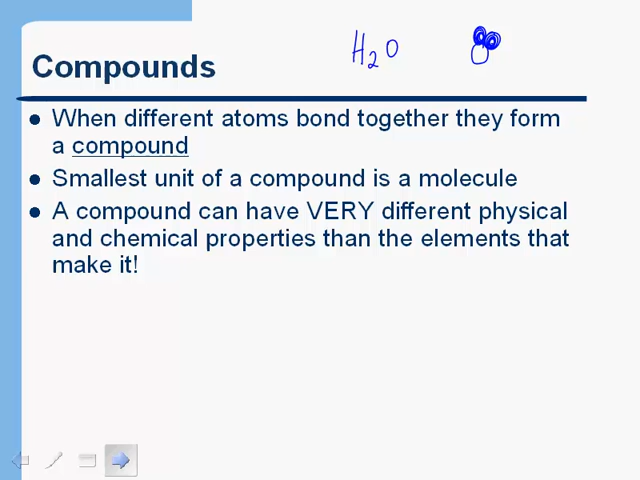 H₂O
Compounds
When different atoms bond together they form
a compound
Smallest unit of a compound is a molecule
A compound can have VERY different physical
and chemical properties than the elements that
make it!